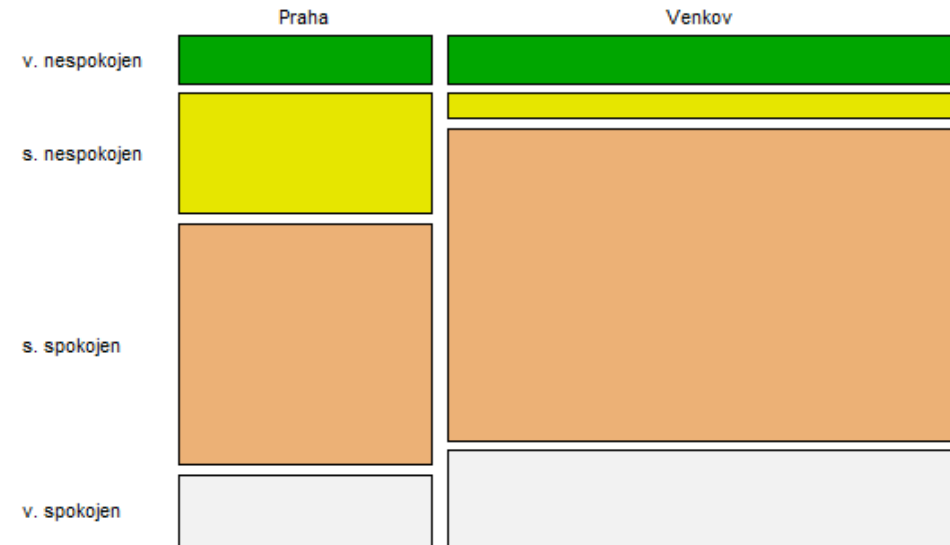 Praha Venkov
v. nespokojen
s. nespokojen
s. spokojen
v. spokojen